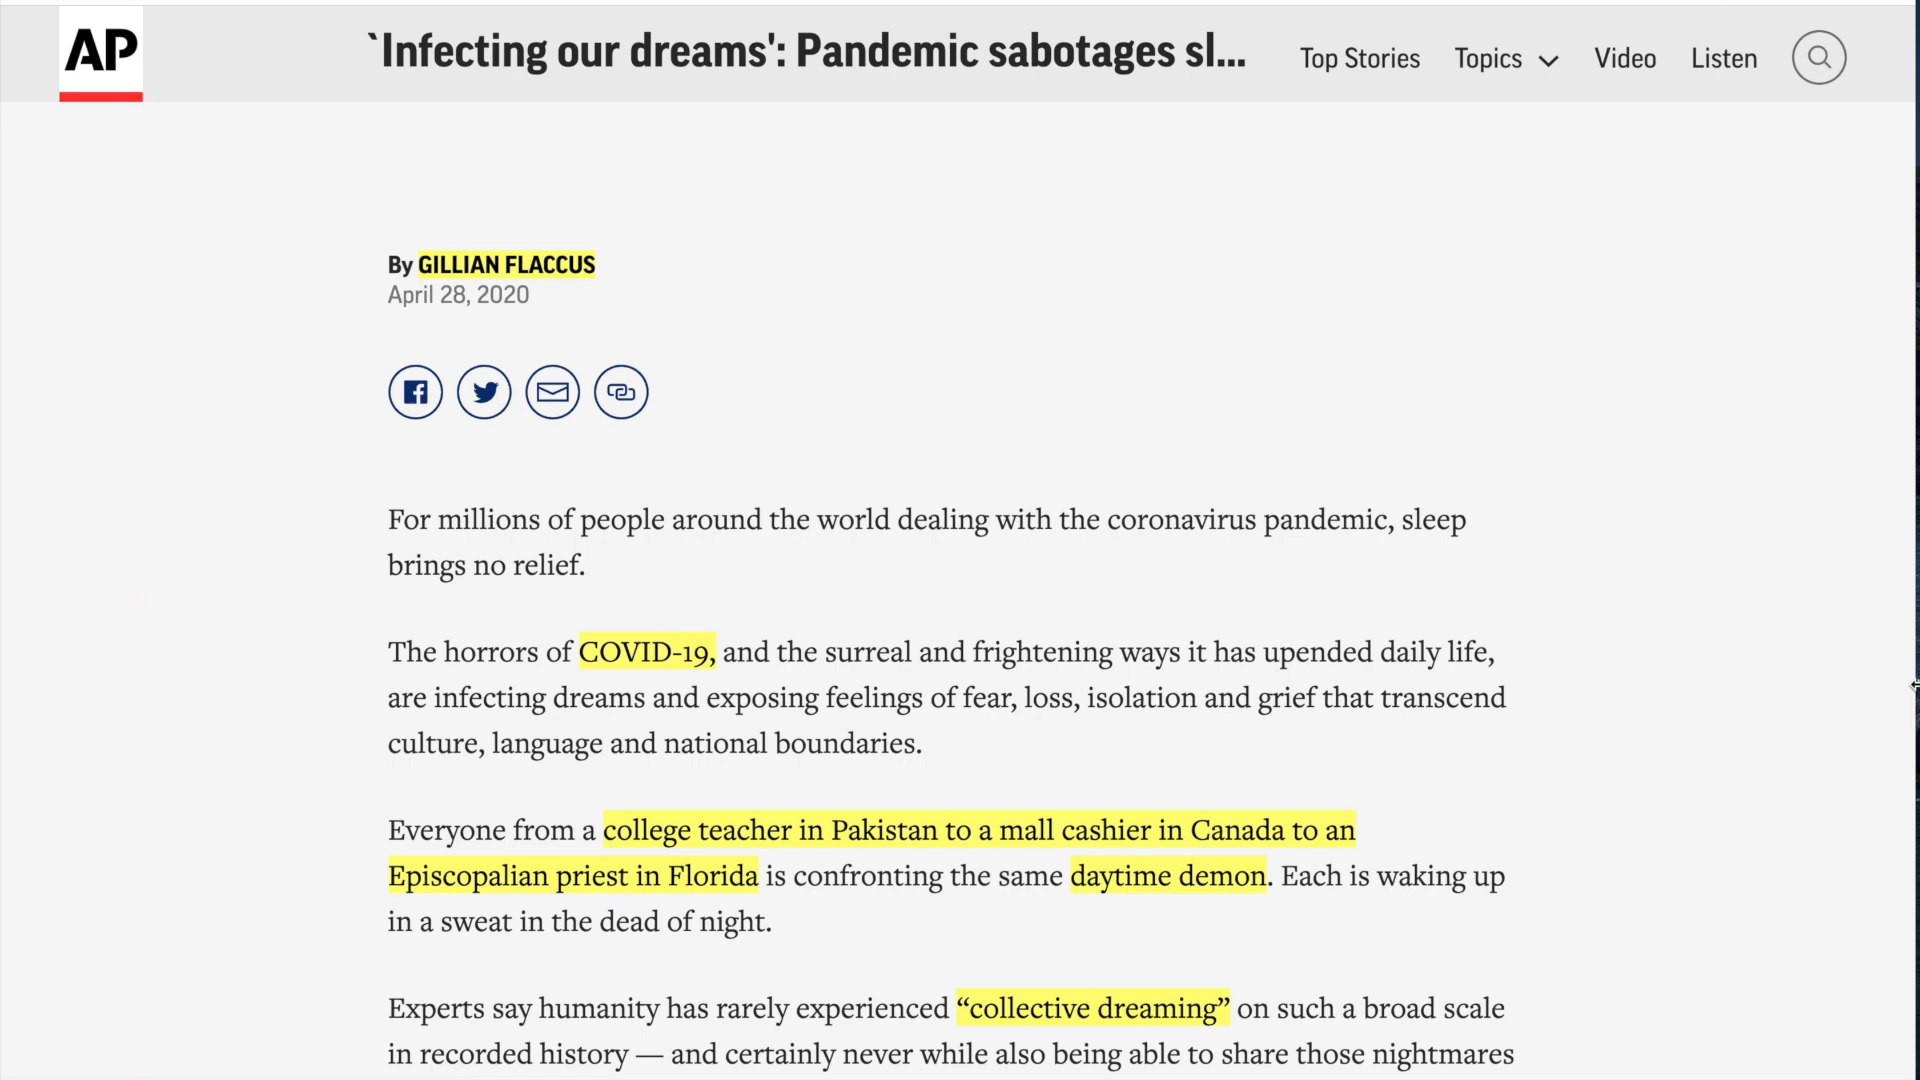 AP
`Infecting our dreams': Pandemic sabotages sl...
Top Stories
Topics
Video
Listen
By GILLIAN FLACCUS
April 28, 2020
For millions of people around the world dealing with the coronavirus pandemic, sleep
brings no relief.
The horrors of COVID-19, and the surreal and frightening ways it has upended daily life,
are infecting dreams and exposing feelings of fear, loss, isolation and grief that transcend
culture, language and national boundaries.
Everyone from a college teacher in Pakistan to a mall cashier in Canada to an
Episcopalian priest in Florida is confronting the same daytime demon. Each is waking up
in a sweat in the dead of night.
Experts say humanity has rarely experienced “collective dreaming” on such a broad scale
in recorded history — and certainly never while also being able to share those nightmares